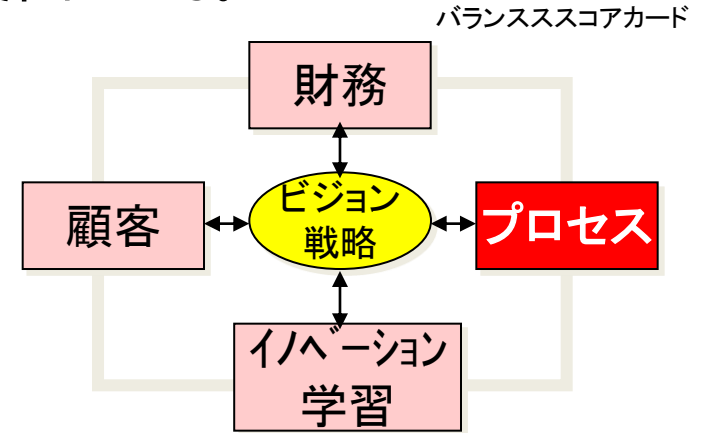 バランスススコアカード
財務
ビジョン
戦略
顧客
プロセス
イノベーション
学習